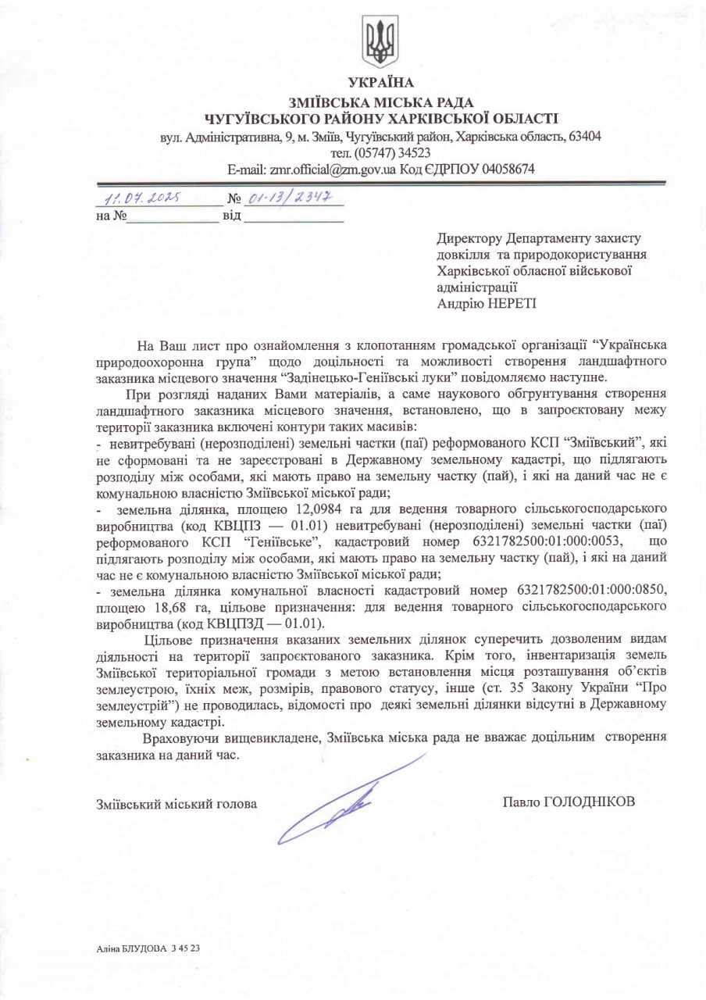 УКРАЇНА
ЗМІЇВСЬКА МІСЬКА РАДА
ЧУГУЇВСЬКОГО РАЙОНУ ХАРКІВСЬКОЇ ОБЛАСТІ
вул. Адміністративна, 9, м. Зміїв, Чугуївський район, Харківська область, 63404
тел. (05747) 34523
E-mail: zmr.official@zm.gov.ua Код ЄДРПОУ 04058674
11.07.2025 № 01-13/2347
на №______________ від _______________
Директору Департаменту захисту
довкілля та природокористування
Харківської обласної військової
адміністрації
Андрію НЕРЕТІ
На Ваш лист про ознайомлення з клопотанням громадської організації “Українська
природоохоронна група” щодо доцільності та можливості створення ландшафтного
заказника місцевого значення “Задінецько-Геніївські луки” повідомляємо наступне.
При розгляді наданих Вами матеріалів, а саме наукового обгрунтування створення
ландшафтного заказника місцевого значення, встановлено, що в запроєктовану межу
території заказника включені контури таких масивів:
- невитребувані (нерозподілені) земельні частки (паї) реформованого КСП “Зміївський”, які
не сформовані та не зареєстровані в Державному земельному кадастрі, що підлягають
розподілу між особами, які мають право на земельну частку (пай), і які на даний час не є
комунальною власністю Зміївської міської ради;
- земельна ділянка, площею 12,0984 га для ведення товарного сільськогосподарського
виробництва (код КВЦПЗ — 01.01) невитребувані (нерозподілені) земельні частки (паї)
реформованого КСП “Геніївське”, кадастровий номер 6321782500:01:000:0053, що
підлягають розподілу між особами, які мають право на земельну частку (пай), і які на даний
час не є комунальною власністю Зміївської міської ради;
- земельна ділянка комунальної власності кадастровий номер 6321782500:01:000:0850,
площею 18,68 га, цільове призначення: для ведення товарного сільськогосподарського
виробництва (код КВЦПЗД — 01.01).
Цільове призначення вказаних земельних ділянок суперечить дозволеним видам
діяльності на території запроєктованого заказника. Крім того, інвентаризація земель
Зміївської територіальної громади з метою встановлення місця розташування об’єктів
землеустрою, їхніх меж, розмірів, правового статусу, інше (ст. 35 Закону України “Про
землеустрій”) не проводилась, відомості про деякі земельні ділянки відсутні в Державному
земельному кадастрі.
Враховуючи вищевикладене, Зміївська міська рада не вважає доцільним створення
заказника на даний час.
Зміївський міський голова Павло ГОЛОДНІКОВ
Аліна БЛУДОВА 3 45 23